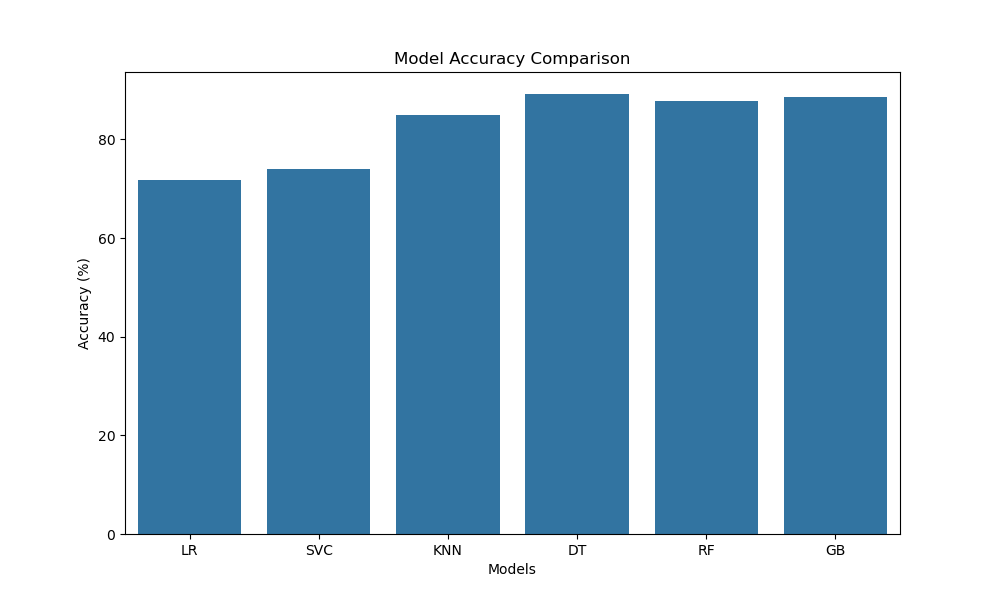 Model Accuracy Comparison
Accuracy (%)
80
60
40
20
0
LR SVC KNN DT RF GB
Models